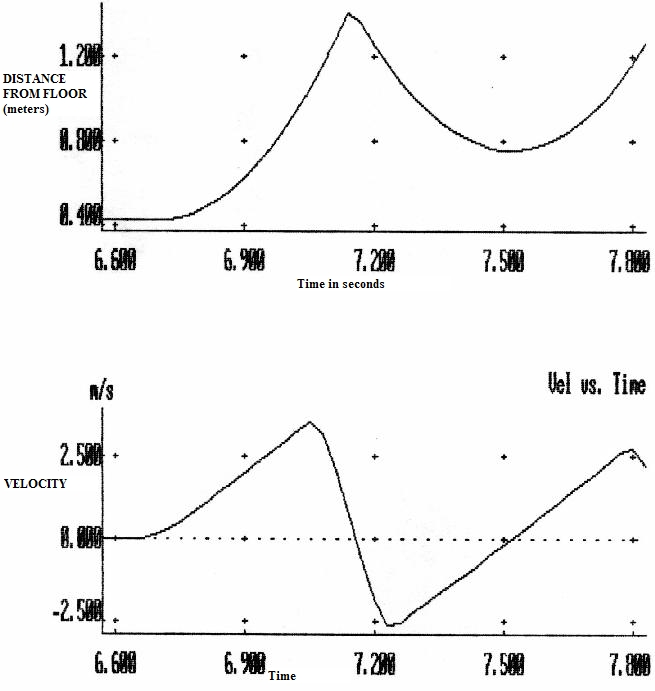 1.200
DISTANCE
FROM FLOOR
(meters)
0.800
0.400
6.600 6.900 7.200 7.500 7.800
Time in seconds
m/s
Vel vs. Time
2.500
VELOCITY
0.000
-2.500
6.600 6.900 7.200 7.500 7.800
Time